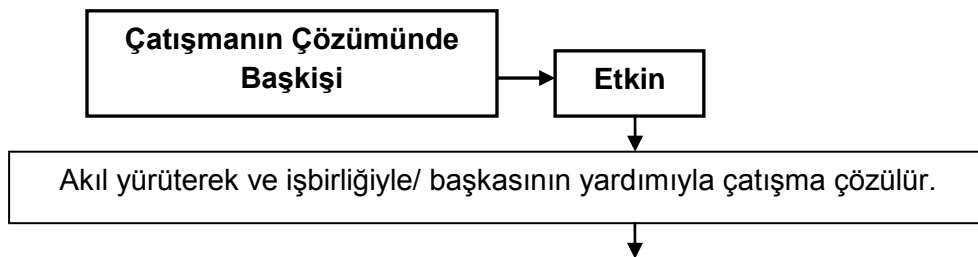 Çatışmanın Çözümünde
Başkişi
Etkin
Akıl yürüterek ve işbirliğiyle/ başkasının yardımıyla çatışma çözülür.